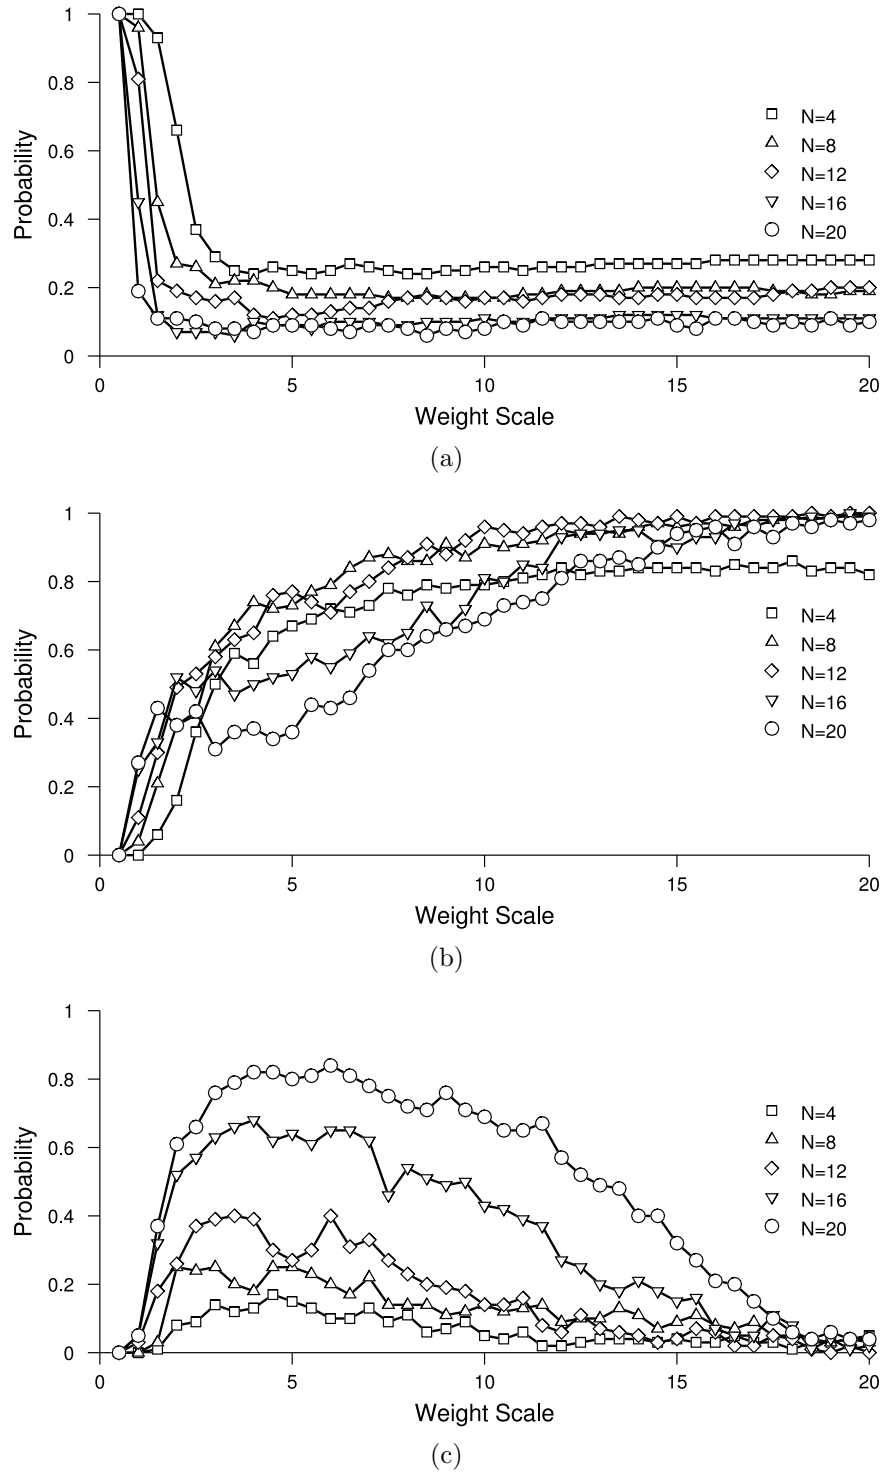 1
0.8
0.6
0.4
0.2
0
Probability
N=4
N=8
N=12
N=16
N=20
0 5 10 15 20
Weight Scale
(a)
1
0.8
0.6
0.4
0.2
0
Probability
N=4
N=8
N=12
N=16
N=20
0 5 10 15 20
Weight Scale
(b)
1
0.8
0.6
0.4
0.2
0
Probability
N=4
N=8
N=12
N=16
N=20
0 5 10 15 20
Weight Scale
(c)